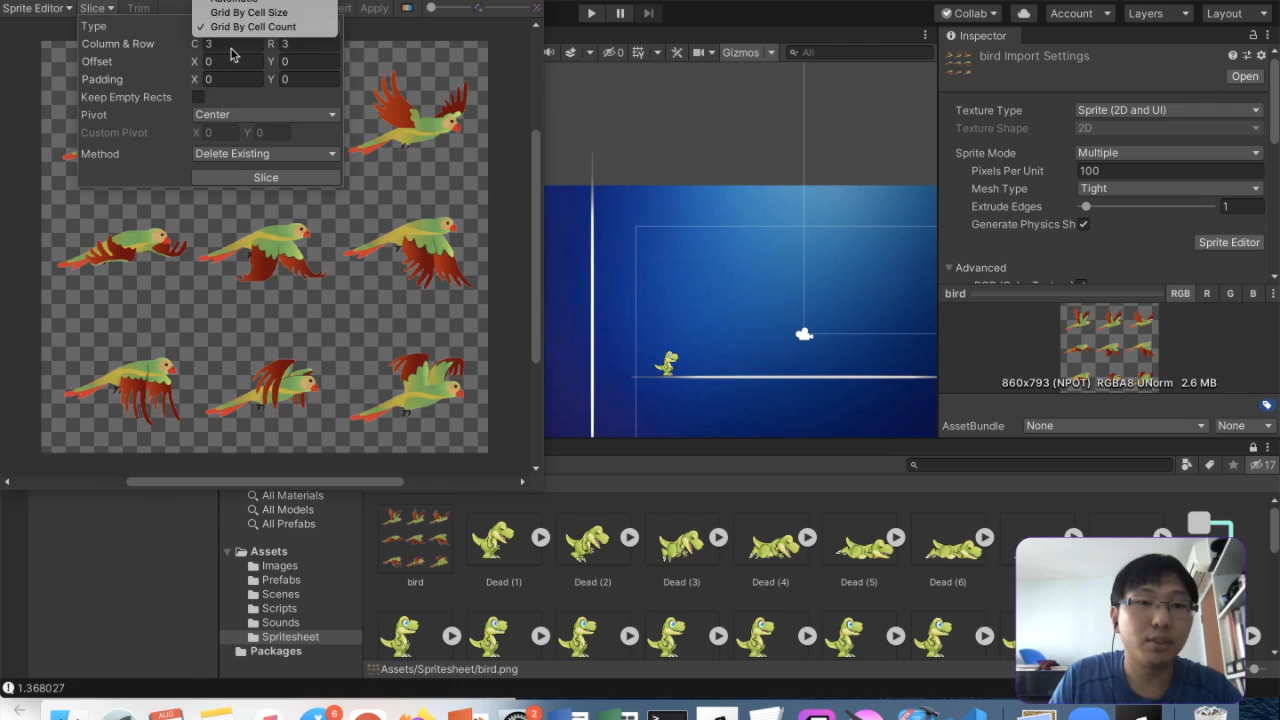 Sprite Editor
Slice
Trim
Apply
Type
Grid By Cell Size
✓ Grid By Cell Count
Column & Row C 3 R 3
Offset X 0 Y 0
Padding X 0 Y 0
Keep Empty Rects
Pivot Center
Custom Pivot X 0 Y 0
Method Delete Existing
Slice
Collab
Account
Layers
Layout
0
Gizmos
All
Inspector
bird Import Settings
Open
Texture Type Sprite (2D and UI)
Texture Shape 2D
Sprite Mode Multiple
Pixels Per Unit 100
Mesh Type Tight
Extrude Edges 1
Generate Physics Sh
Sprite Editor
Advanced
bird
RGB R G B
860x793 (NPOT) RGBA8 UNorm 2.6 MB
AssetBundle None None
17
All Materials
All Models
All Prefabs
Assets
Images
Prefabs
Scenes
Scripts
Sounds
Spritesheet
Packages
bird
Dead (1)
Dead (2)
Dead (3)
Dead (4)
Dead (5)
Dead (6)
Assets/Spritesheet/bird.png
1.368027
AUG
6
2